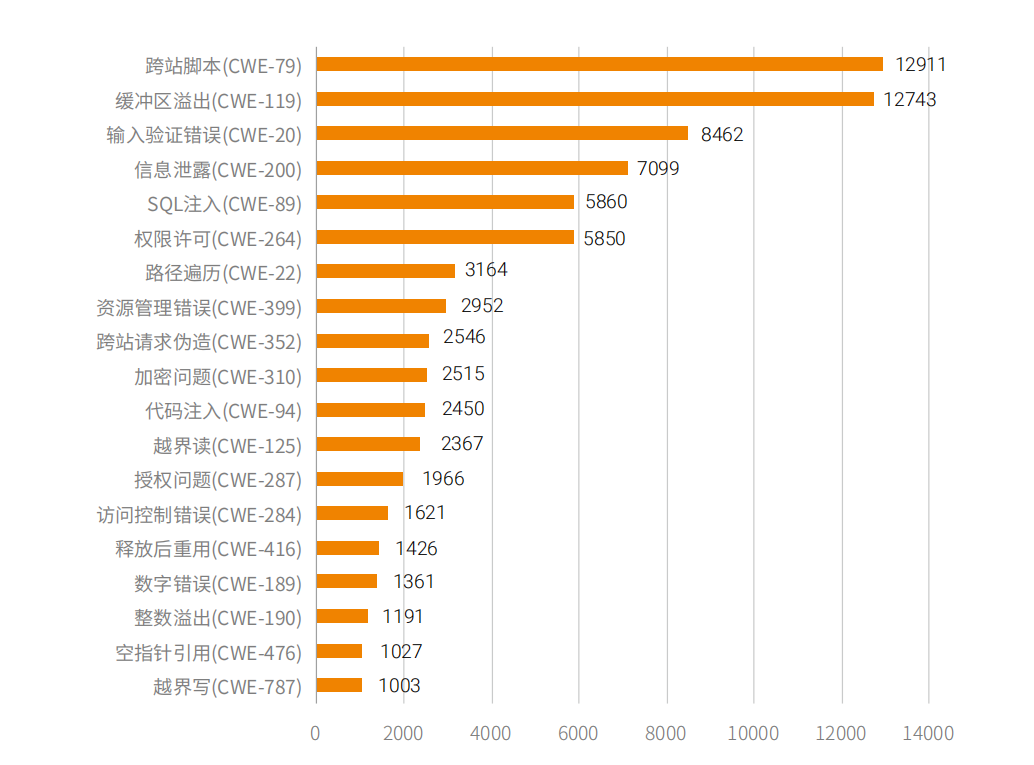 跨站脚本(CWE-79) 12911
缓冲区溢出(CWE-119) 12743
输入验证错误(CWE-20) 8462
信息泄露(CWE-200) 7099
SQL注入(CWE-89) 5860
权限许可(CWE-264) 5850
路径遍历(CWE-22) 3164
资源管理错误(CWE-399) 2952
跨站请求伪造(CWE-352) 2546
加密问题(CWE-310) 2515
代码注入(CWE-94) 2450
越界读(CWE-125) 2367
授权问题(CWE-287) 1966
访问控制错误(CWE-284) 1621
释放后重用(CWE-416) 1426
数字错误(CWE-189) 1361
整数溢出(CWE-190) 1191
空指针引用(CWE-476) 1027
越界写(CWE-787) 1003
0 2000 4000 6000 8000 10000 12000 14000